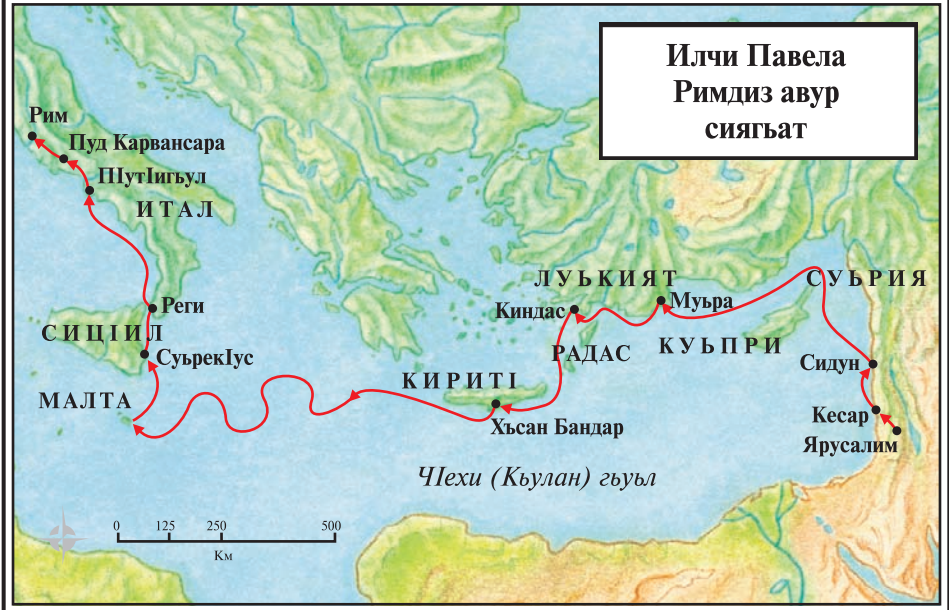 Илчи Павела
Римдиз авур
сиягьат
Рим
Пуд Карвансара
ПIутIигьул
ИТАЛ
Реги
СИЦIИЛ
СуьрекIус
МАЛТА
КИРИТI
Хъсан Бандар
ЛУЬКИЯТ
Киндас
РАДАС
Муьра
КУЬПРИ
СУЬРИЯ
Сидун
Кесар
Ярусалим
ЧIехи (Кьулан) гьуьл
0 125 250 500
Км